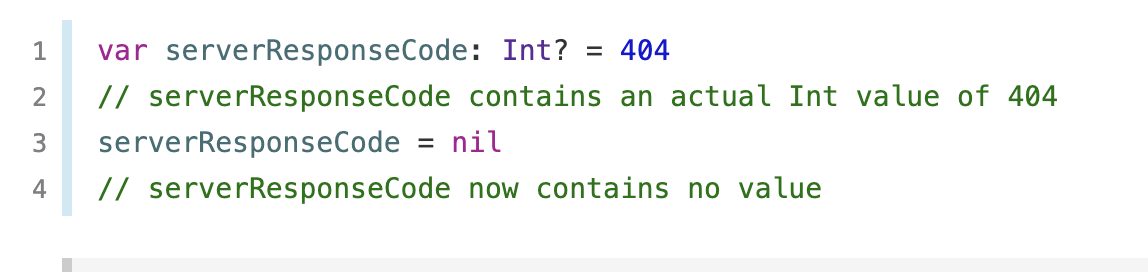 1 var serverResponseCode: Int? = 404
2 // serverResponseCode contains an actual Int value of 404
3 serverResponseCode = nil
4 // serverResponseCode now contains no value